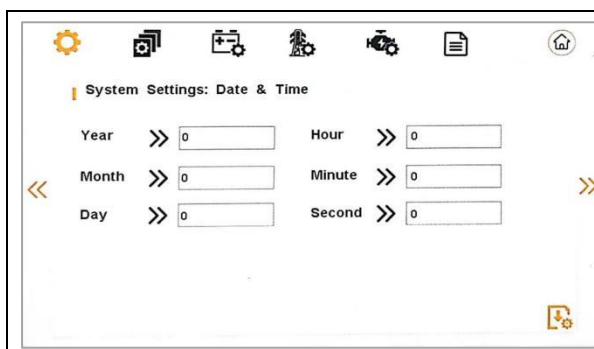 System Settings: Date & Time
Year 0 Hour 0
Month 0 Minute 0
Day 0 Second 0